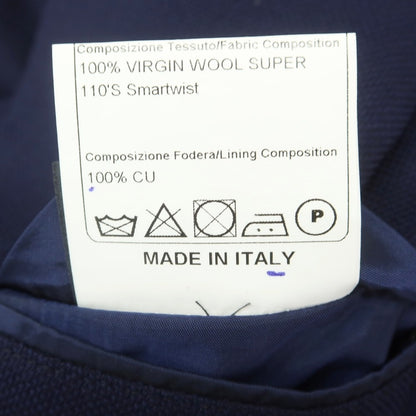 Composizione Tessuto/Fabric Composition
100% VIRGIN WOOL SUPER
110'S Smartwist
Composizione Fodera/Lining Composition
100% CU
P
MADE IN ITALY